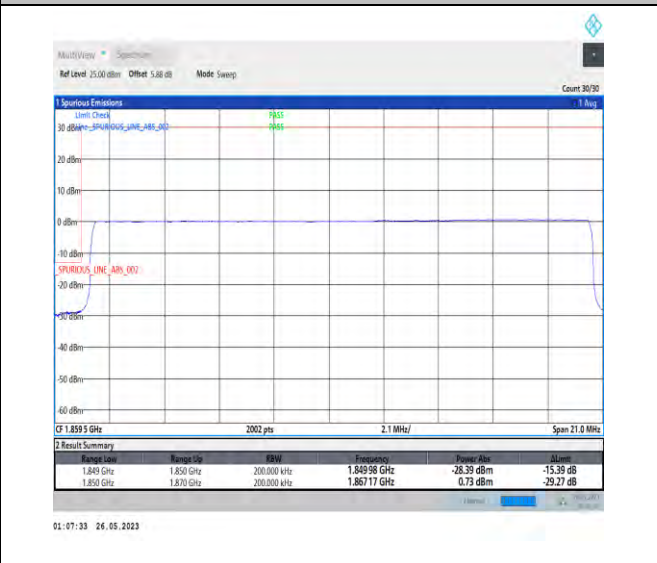 MultiView Spectrum
Ref Level 25.00 dBm Offset 5.88 dB Mode Sweep
Count 30/30
1 Spurious Emissions 1 Avg
Limit Check PASS
30 dBm Line _SPURIOUS_LINE_ABS_002 PASS
20 dBm
10 dBm
0 dBm
-10 dBm
SPURIOUS_LINE_ABS_002
-20 dBm
-30 dBm
-40 dBm
-50 dBm
-60 dBm
CF 1.859 5 GHz 2002 pts 2.1 MHz/ Span 21.0 MHz
2 Result Summary
Range Low Range Up RBW Frequency Power Abs ΔLimit
1.849 GHz 1.850 GHz 200.000 kHz 1.84998 GHz -28.39 dBm -15.39 dB
1.850 GHz 1.870 GHz 200.000 kHz 1.86717 GHz 0.73 dBm -29.27 dB
01:07:33 26.05.2023